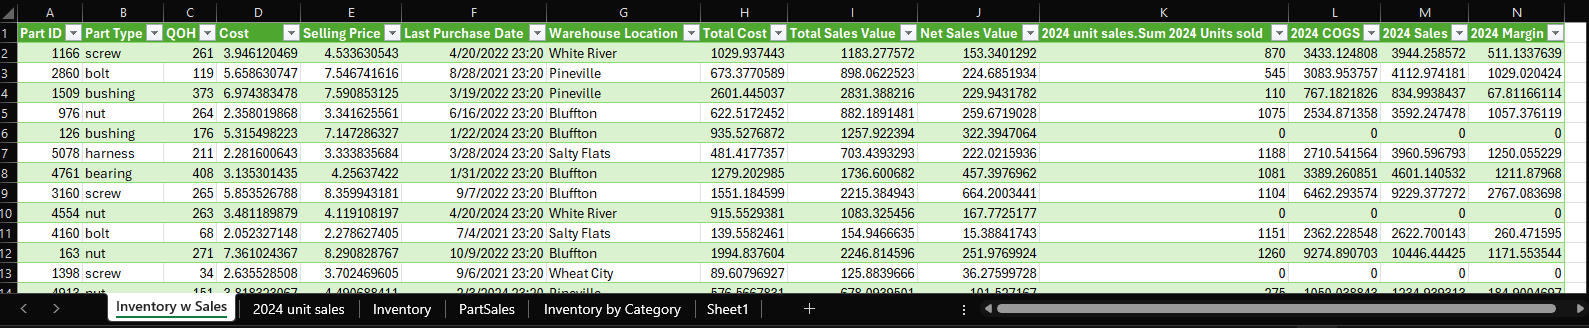 A B C D E F G H I J K L M N
1 Part ID Part Type QOH Cost Selling Price Last Purchase Date Warehouse Location Total Cost Total Sales Value Net Sales Value 2024 unit sales.Sum 2024 Units sold 2024 COGS 2024 Sales 2024 Margin
2 1166 screw 261 3.946120469 4.533630543 4/20/2022 23:20 White River 1029.937443 1183.277572 153.3401292 870 3433.124808 3944.258572 511.1337639
3 2860 bolt 119 5.658630747 7.546741616 8/28/2021 23:20 Pineville 673.3770589 898.0622523 224.6851934 545 3083.953757 4112.974181 1029.020424
4 1509 bushing 373 6.974383478 7.590853125 3/19/2022 23:20 Pineville 2601.445037 2831.388216 229.9431782 110 767.1821826 834.9938437 67.81166114
5 976 nut 264 2.358019868 3.341625561 6/16/2022 23:20 Bluffton 622.5172452 882.1891481 259.6719028 1075 2534.871358 3592.247478 1057.376119
6 126 bushing 176 5.315498223 7.147286327 1/22/2024 23:20 Bluffton 935.5276872 1257.922394 322.3947064 0 0 0 0
7 5078 harness 211 2.281600643 3.333835684 3/28/2024 23:20 Salty Flats 481.4177357 703.4393293 222.0215936 1188 2710.541564 3960.596793 1250.055229
8 4761 bearing 408 3.135301435 4.25637422 1/31/2022 23:20 Bluffton 1279.202985 1736.600682 457.3976962 1081 3389.260851 4601.140532 1211.87968
9 3160 screw 265 5.853526788 8.359943181 9/7/2022 23:20 Bluffton 1551.184599 2215.384943 664.2003441 1104 6462.293574 9229.377272 2767.083698
10 4554 nut 263 3.481189879 4.119108197 4/20/2024 23:20 White River 915.5529381 1083.325456 167.7725177 0 0 0 0
11 4160 bolt 68 2.052327148 2.278627405 7/4/2021 23:20 Salty Flats 139.5582461 154.9466635 15.38841743 1151 2362.228548 2622.700143 260.471595
12 163 nut 271 7.361024367 8.290828767 10/9/2022 23:20 Bluffton 1994.837604 2246.814596 251.9769924 1260 9274.890703 10446.44425 1171.553544
13 1398 screw 34 2.635528508 3.702469605 9/6/2021 23:20 Wheat City 89.60796927 125.8839666 36.27599728 0 0 0 0
Inventory w Sales 2024 unit sales Inventory PartSales Inventory by Category Sheet1